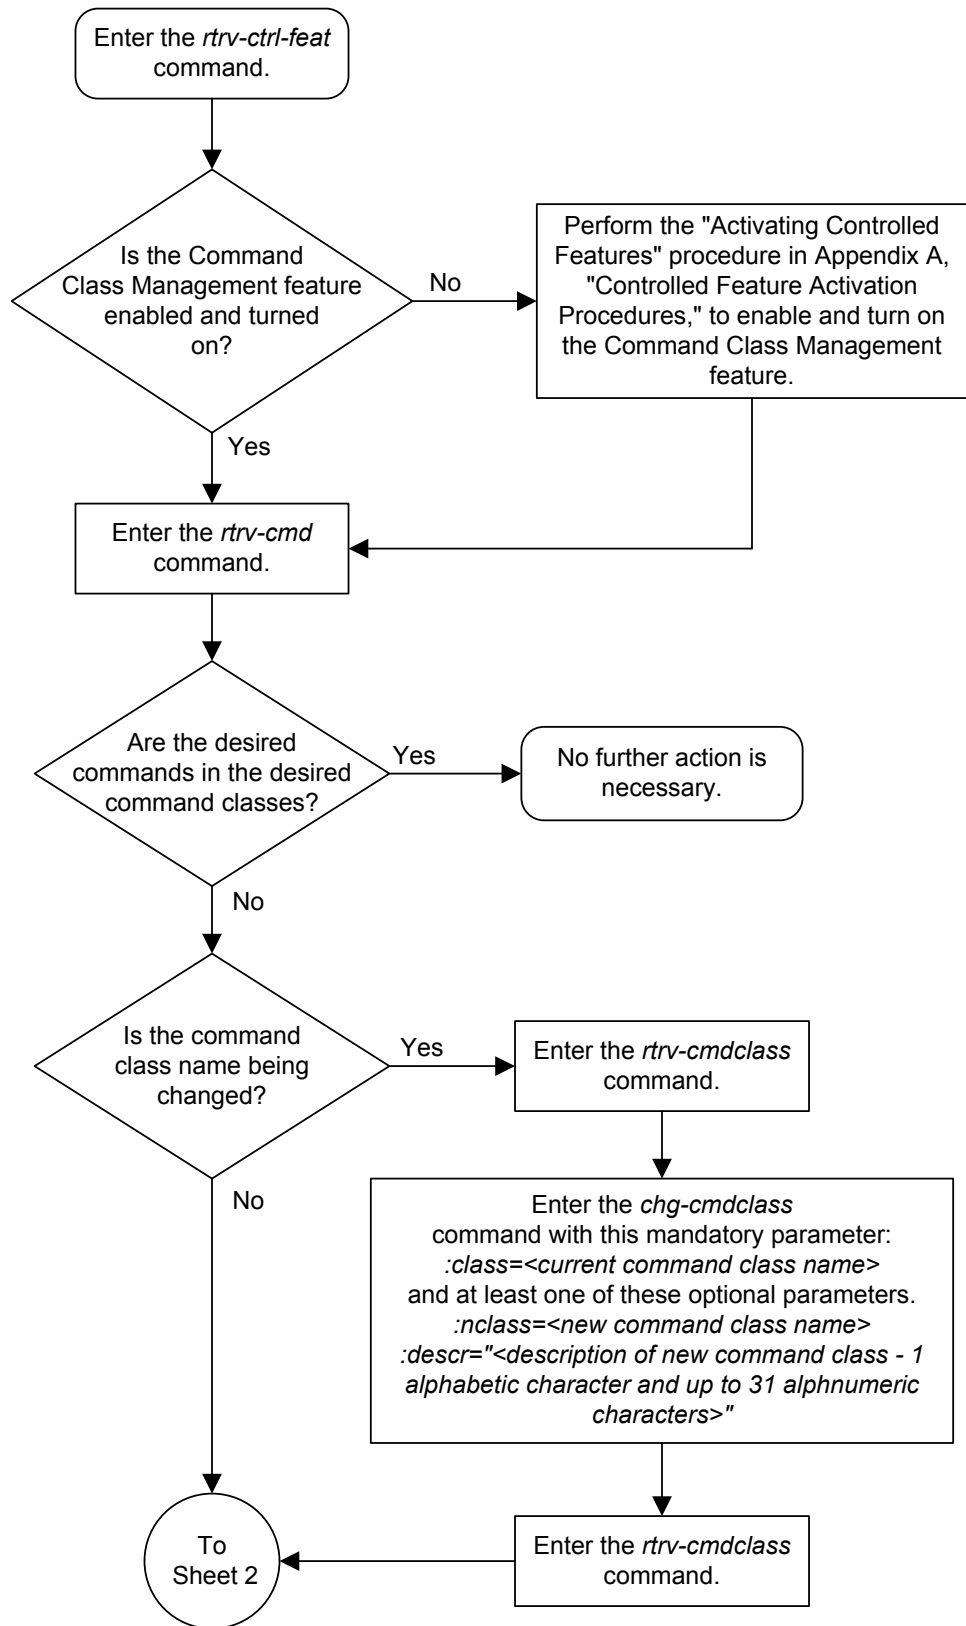 Enter the rtrv-ctrl-feat
command.
Is the Command
Class Management feature
enabled and turned
on?
No
Perform the "Activating Controlled
Features" procedure in Appendix A,
"Controlled Feature Activation
Procedures," to enable and turn on
the Command Class Management
feature.
Yes
Enter the rtrv-cmd
command.
Are the desired
commands in the desired
command classes?
Yes
No further action is
necessary.
No
Is the command
class name being
changed?
Yes
Enter the rtrv-cmdclass
command.
No
Enter the chg-cmdclass
command with this mandatory parameter:
:class=<current command class name>
and at least one of these optional parameters.
:nclass=<new command class name>
:descr="<description of new command class - 1
alphabetic character and up to 31 alphnumeric
characters>"
To
Sheet 2
Enter the rtrv-cmdclass
command.